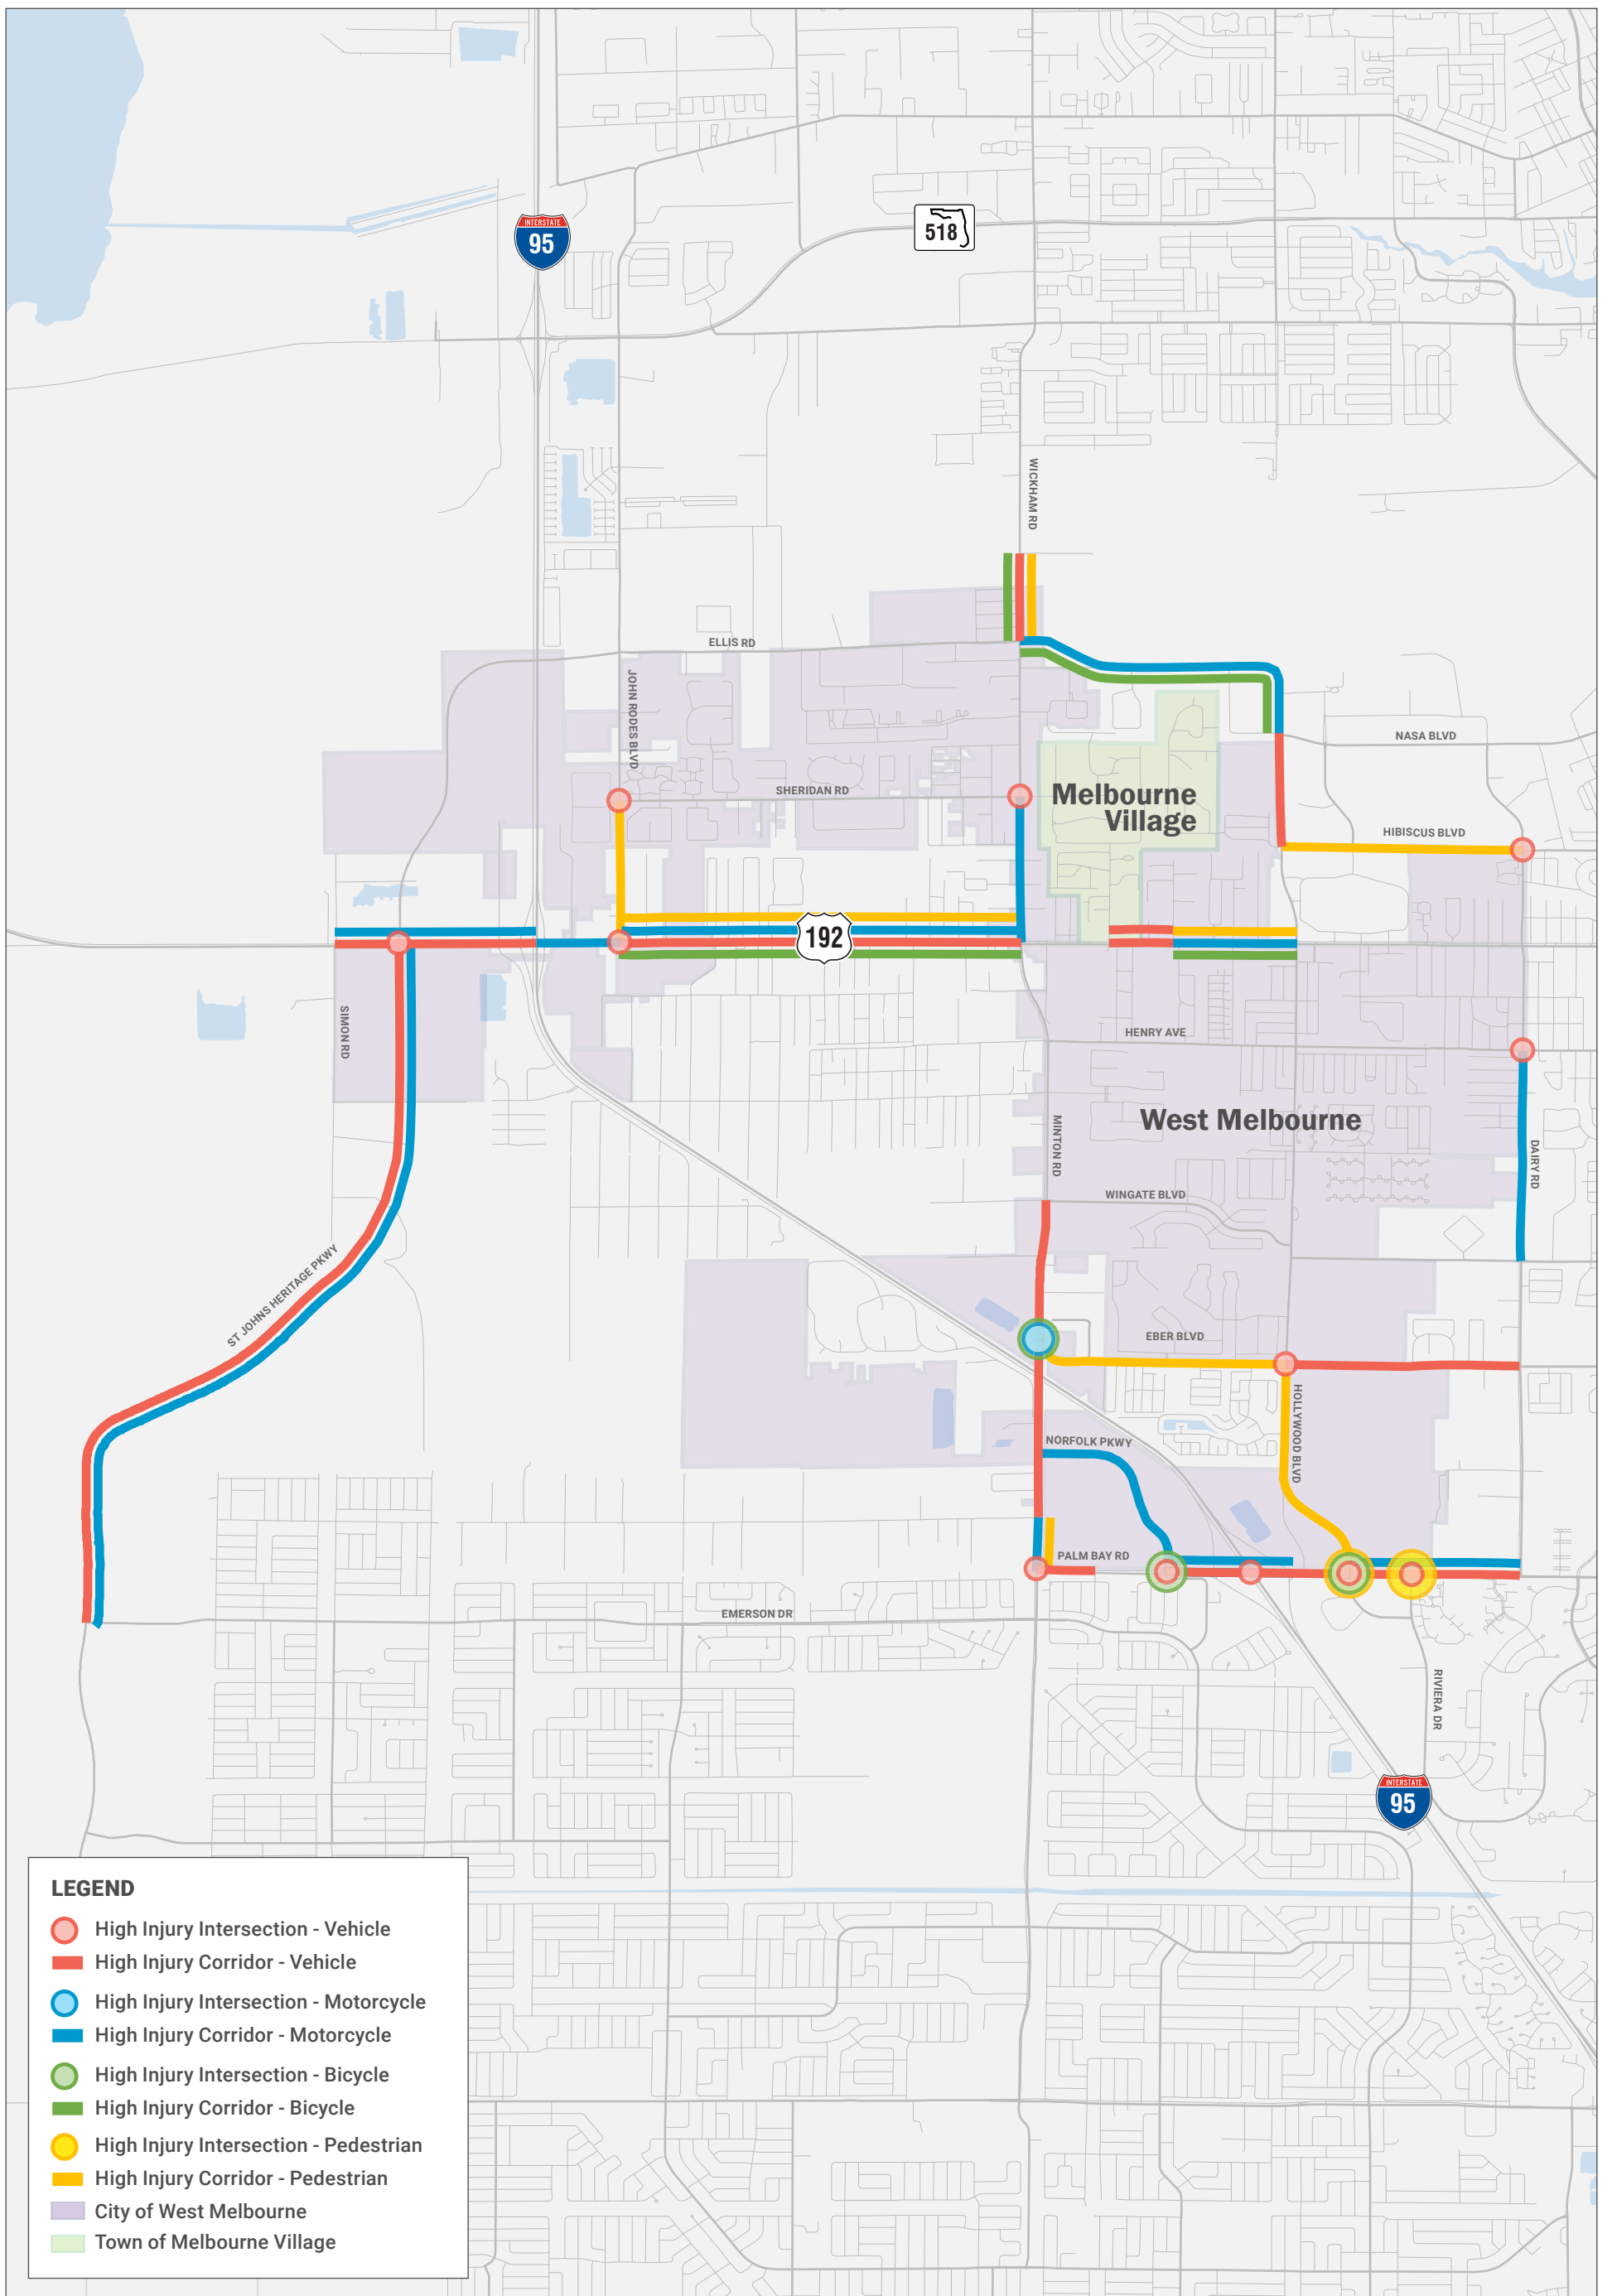 INTERSTATE
95
518
WICKHAM RD
ELLIS RD
JOHN RODES BLVD
NASA BLVD
SHERIDAN RD
Melbourne
Village
HIBISCUS BLVD
192
SIMON RD
HENRY AVE
West Melbourne
MINTON RD
DAIRY RD
WINGATE BLVD
ST JOHNS HERITAGE PKWY
EBER BLVD
HOLLYWOOD BLVD
NORFOLK PKWY
PALM BAY RD
EMERSON DR
RIVIERA DR
INTERSTATE
95
LEGEND
High Injury Intersection - Vehicle
High Injury Corridor - Vehicle
High Injury Intersection - Motorcycle
High Injury Corridor - Motorcycle
High Injury Intersection - Bicycle
High Injury Corridor - Bicycle
High Injury Intersection - Pedestrian
High Injury Corridor - Pedestrian
City of West Melbourne
Town of Melbourne Village